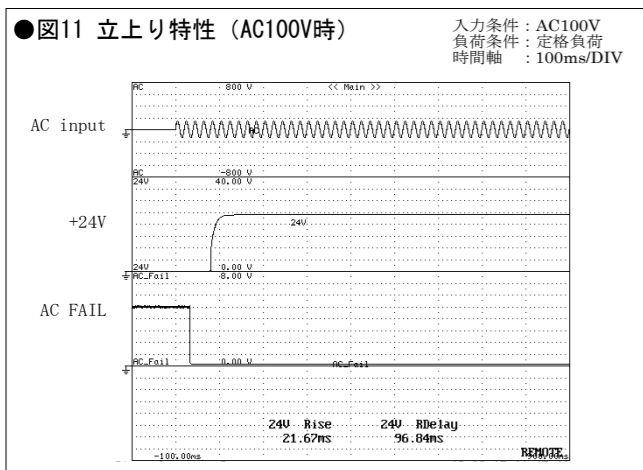 ●図11 立上り特性（AC100V時）
入力条件：AC100V
負荷条件：定格負荷
時間軸　：100ms/DIV
AC 800 V << Main >>
AC input
AC
AC -800 V
24V 40.00 V
+24V
24V
24V 0.00 V
AC_Fail 8.00 V
AC FAIL
AC_Fail 0.00 V AC_Fail
24V Rise 24V RDelay
21.67ms 96.84ms
REMOTE
-100.00ms